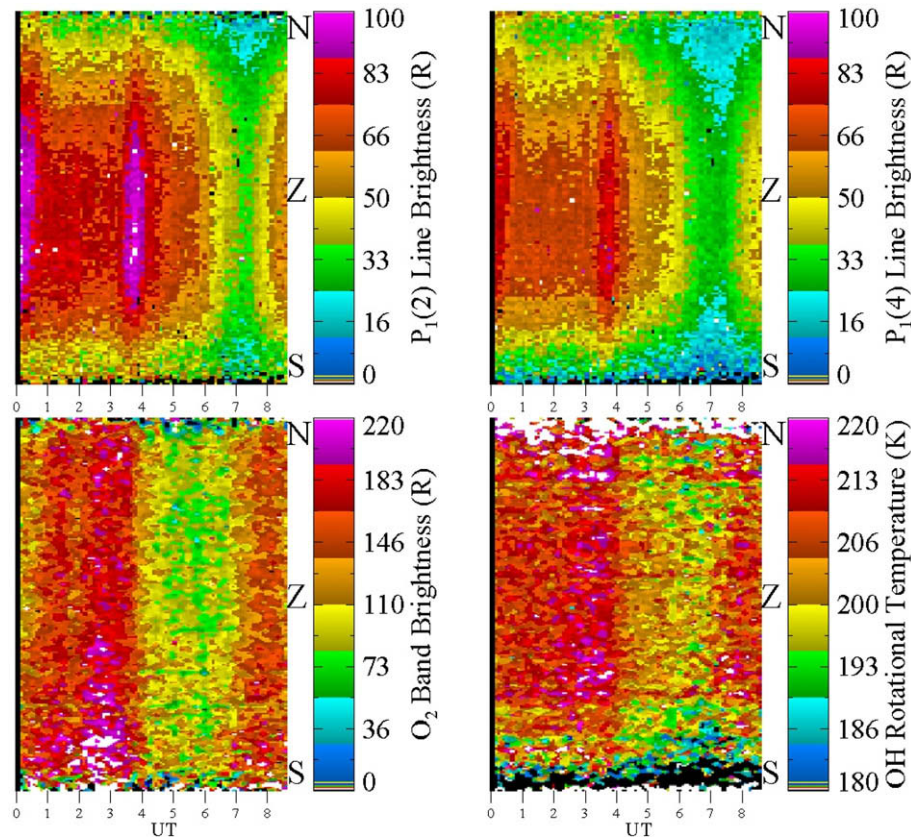 N
Z
S
100
83
66
50
33
16
0
P₁(2) Line Brightness (R)
0 1 2 3 4 5 6 7 8
N
Z
S
100
83
66
50
33
16
0
P₁(4) Line Brightness (R)
0 1 2 3 4 5 6 7 8
N
Z
S
220
183
146
110
73
36
0
O₂ Band Brightness (R)
0 1 2 3 4 5 6 7 8
UT
N
Z
S
220
213
206
200
193
186
180
OH Rotational Temperature (K)
0 1 2 3 4 5 6 7 8
UT